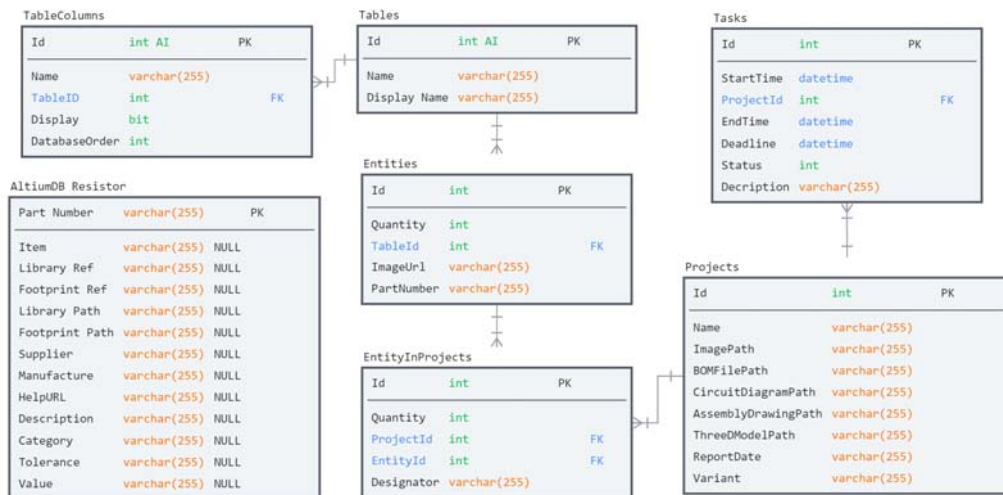 TableColumns
Id int AI PK
Name varchar(255)
TableID int FK
Display bit
DatabaseOrder int
Tables
Id int AI PK
Name varchar(255)
Display Name varchar(255)
Tasks
Id int PK
StartTime datetime
ProjectId int FK
EndTime datetime
Deadline datetime
Status int
Decription varchar(255)
AltiumDB Resistor
Part Number varchar(255) PK
Item varchar(255) NULL
Library Ref varchar(255) NULL
Footprint Ref varchar(255) NULL
Library Path varchar(255) NULL
Footprint Path varchar(255) NULL
Supplier varchar(255) NULL
Manufacture varchar(255) NULL
HelpURL varchar(255) NULL
Description varchar(255) NULL
Category varchar(255) NULL
Tolerance varchar(255) NULL
Value varchar(255) NULL
Entities
Id int PK
Quantity int
TableId int FK
ImageUrl varchar(255)
PartNumber varchar(255)
EntityInProjects
Id int PK
Quantity int
ProjectId int FK
EntityId int FK
Designator varchar(255)
Projects
Id int PK
Name varchar(255)
ImagePath varchar(255)
BOMFilePath varchar(255)
CircuitDiagramPath varchar(255)
AssemblyDrawingPath varchar(255)
ThreeDModelPath varchar(255)
ReportDate varchar(255)
Variant varchar(255)